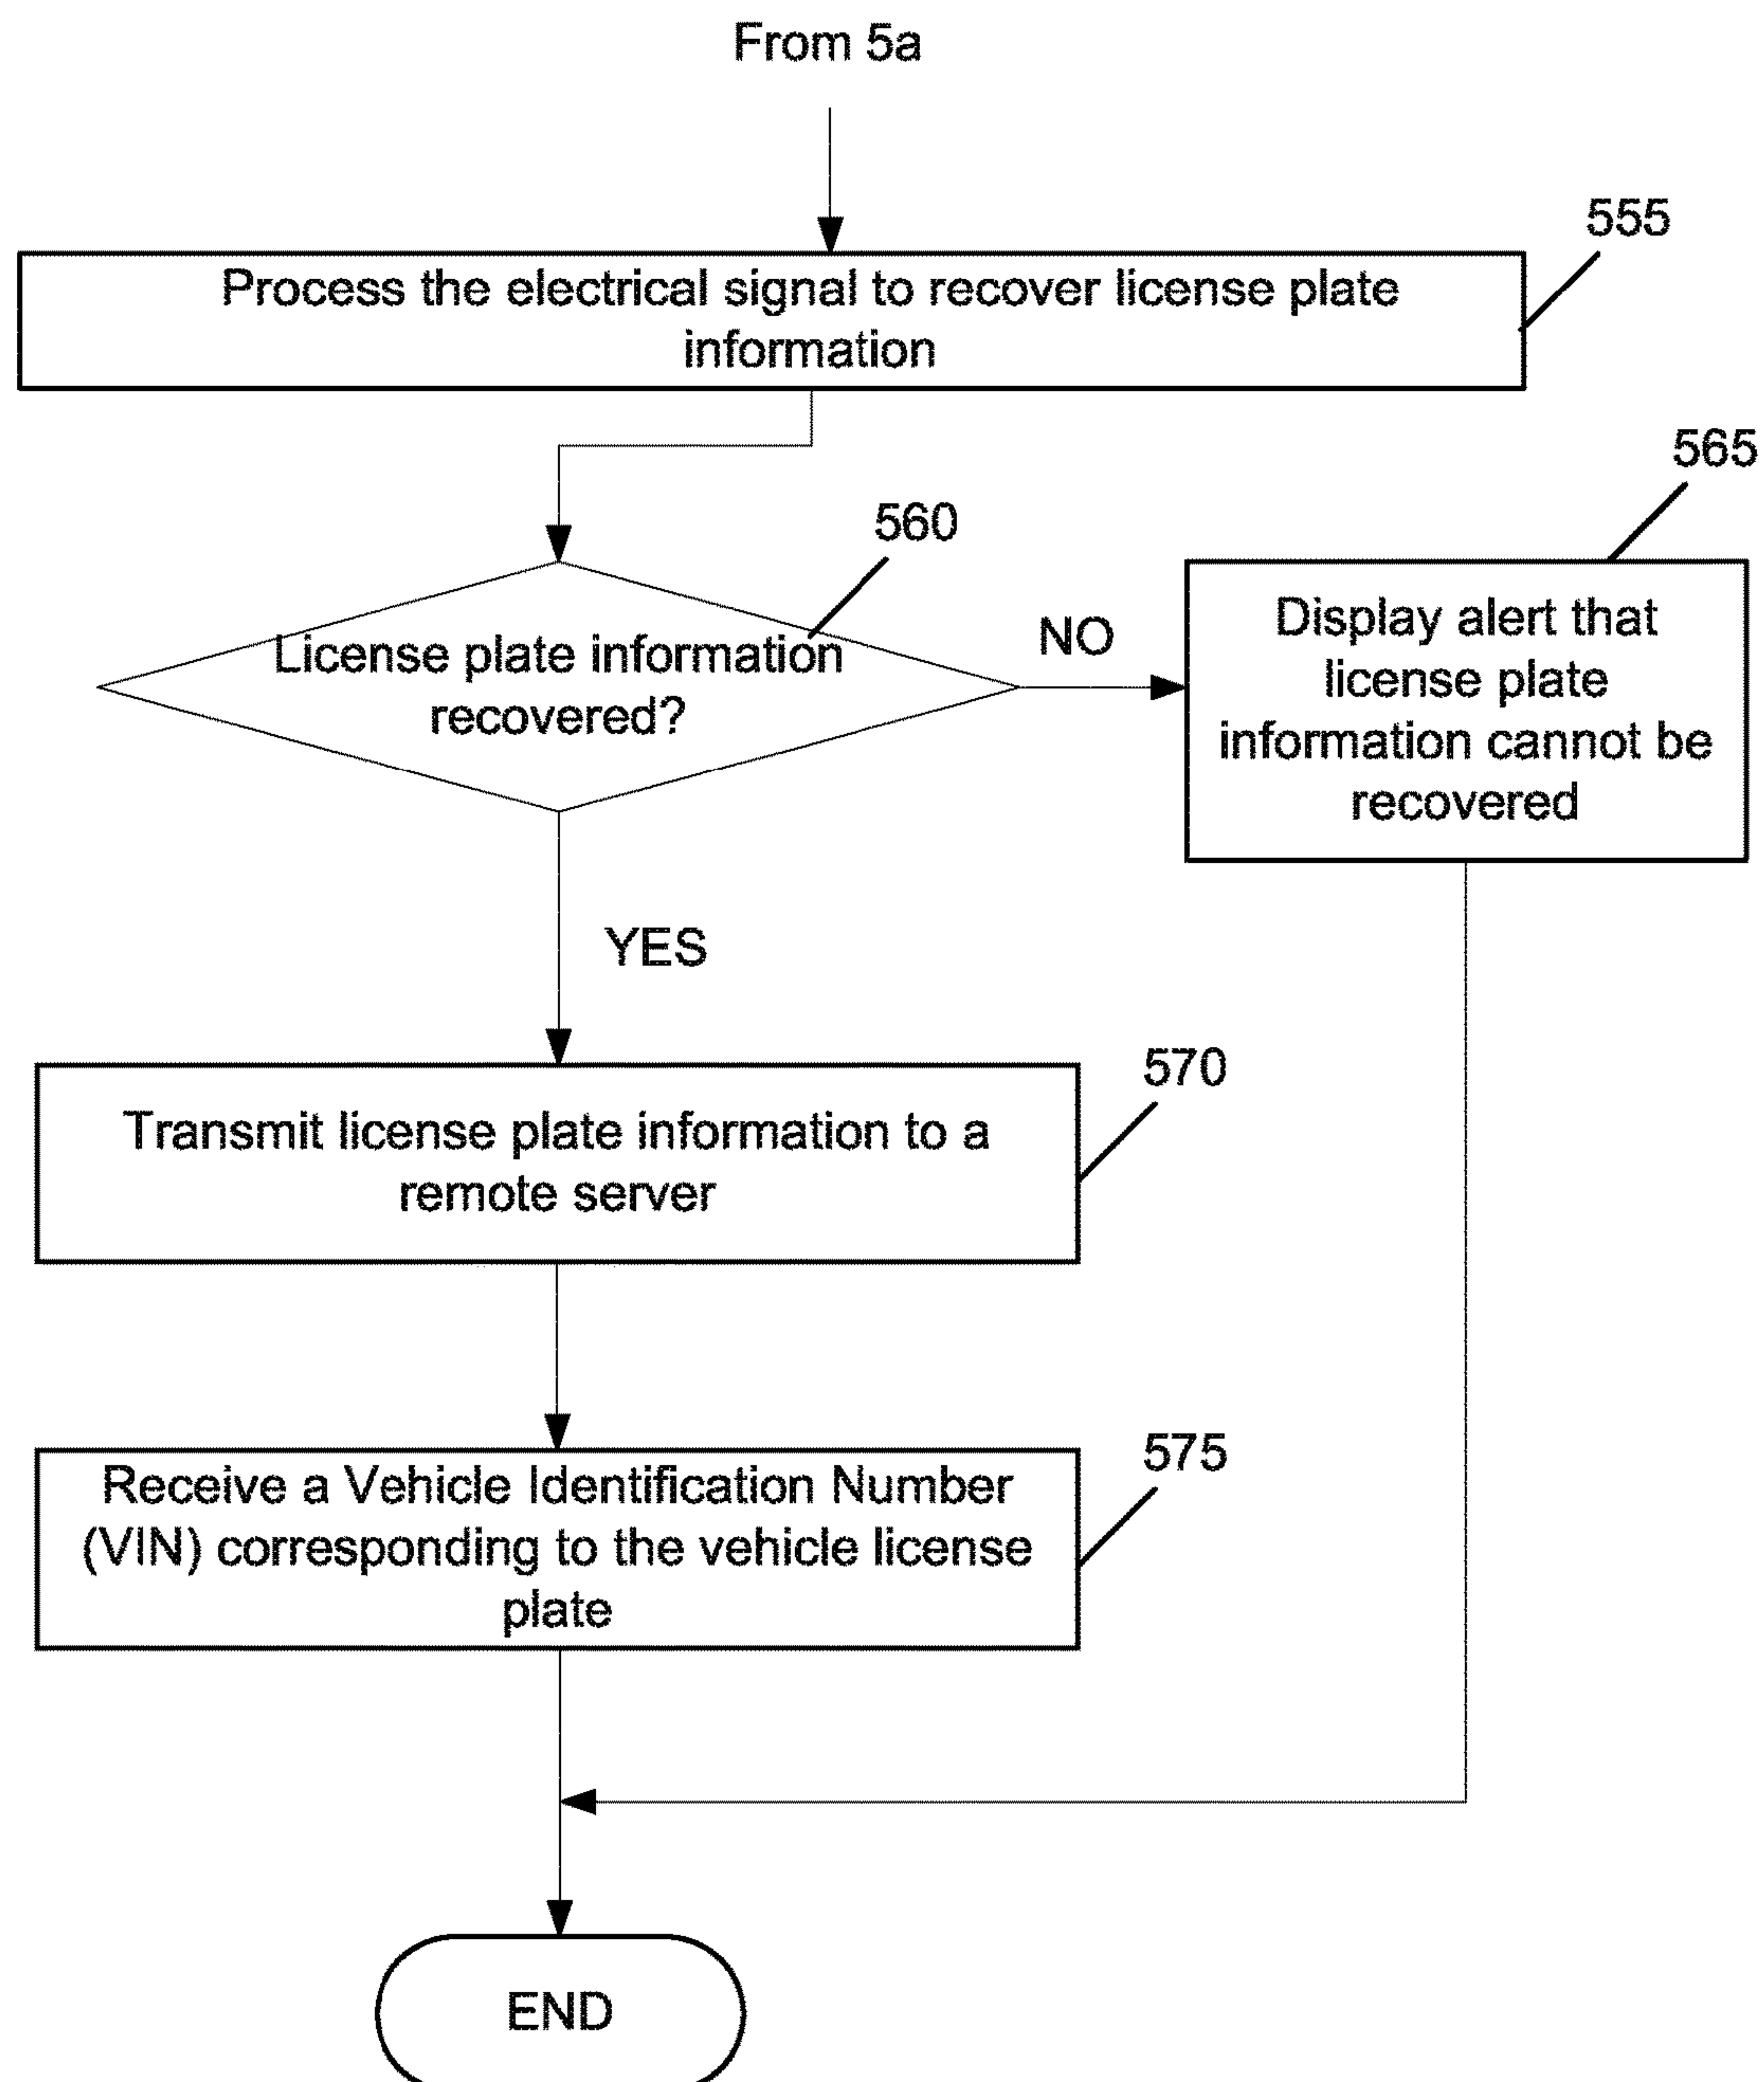 From 5a
555
Process the electrical signal to recover license plate
information
565
560
License plate information
recovered?
NO
Display alert that
license plate
information cannot be
recovered
YES
570
Transmit license plate information to a
remote server
575
Receive a Vehicle Identification Number
(VIN) corresponding to the vehicle license
plate
END